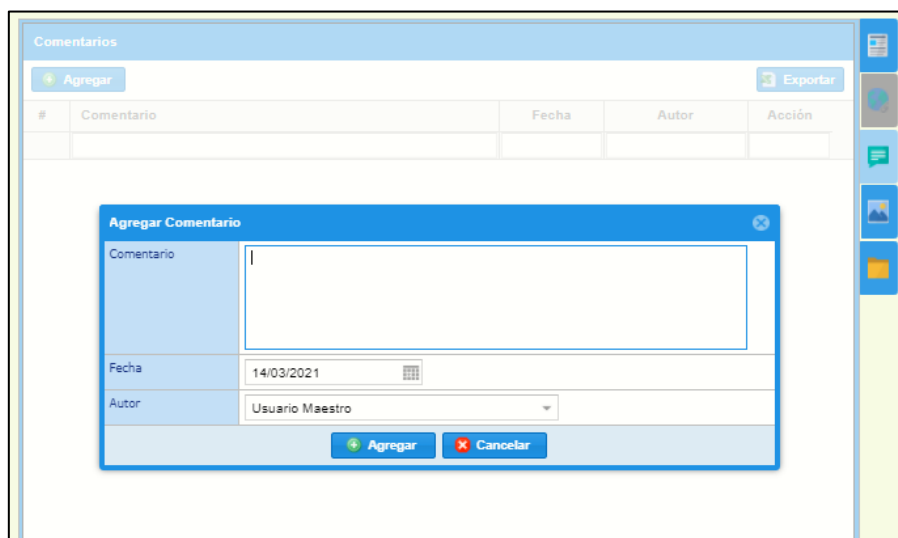 Comentarios
Agregar Exportar
# Comentario Fecha Autor Acción
Agregar Comentario
Comentario
Fecha 14/03/2021
Autor Usuario Maestro
Agregar Cancelar